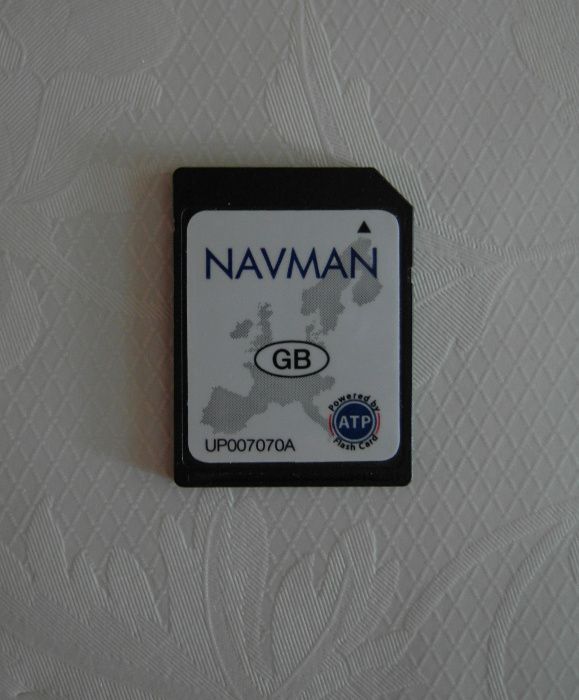 NAVMAN
GB
Powered by
ATP
Flash Card
UP007070A